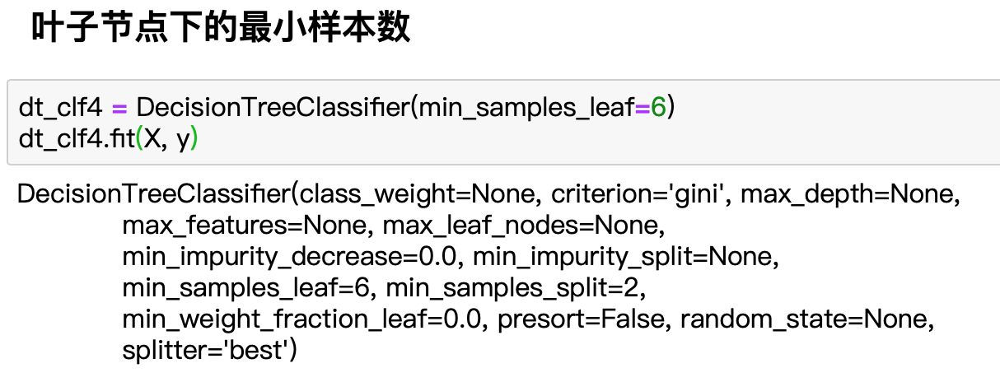 叶子节点下的最小样本数
dt_clf4 = DecisionTreeClassifier(min_samples_leaf=6)
dt_clf4.fit(X, y)
DecisionTreeClassifier(class_weight=None, criterion='gini', max_depth=None,
max_features=None, max_leaf_nodes=None,
min_impurity_decrease=0.0, min_impurity_split=None,
min_samples_leaf=6, min_samples_split=2,
min_weight_fraction_leaf=0.0, presort=False, random_state=None,
splitter='best')